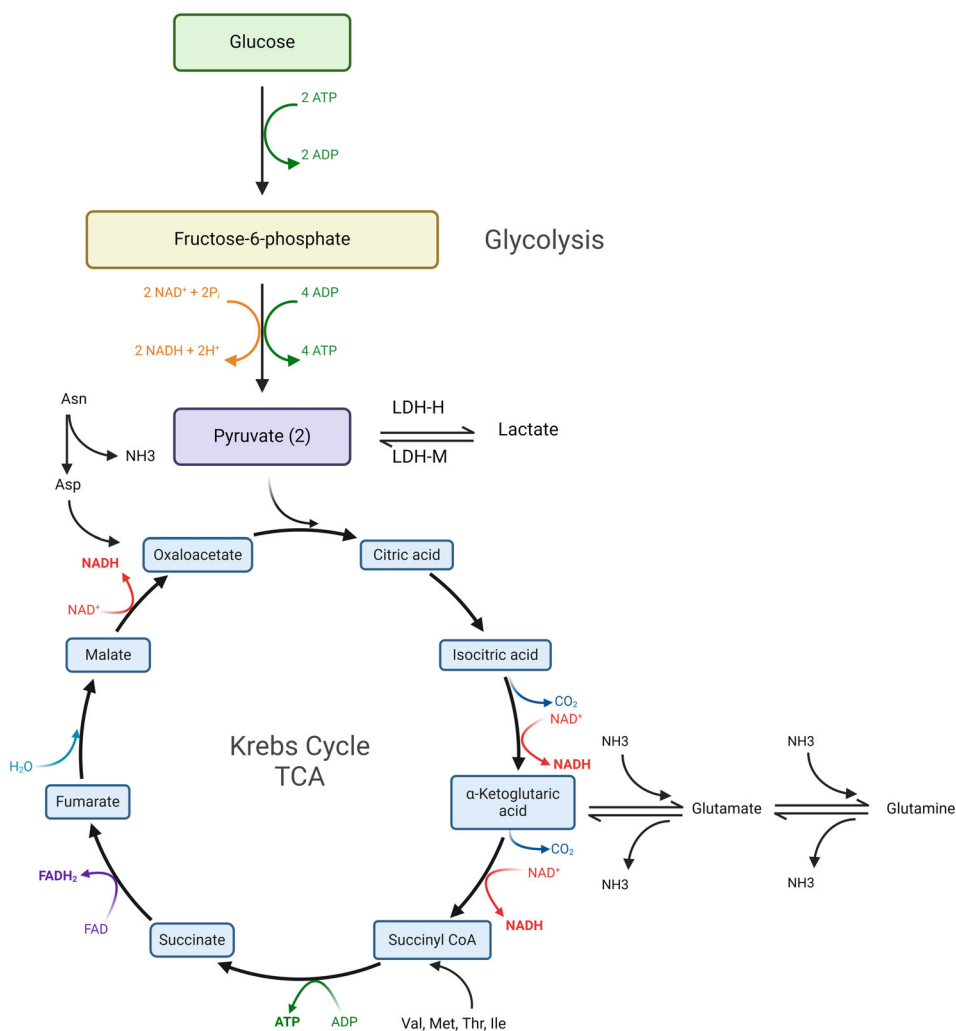 Glucose
2 ATP
2 ADP
Fructose-6-phosphate
Glycolysis
2 NAD⁺ + 2Pᵢ
4 ADP
2 NADH + 2H⁺
4 ATP
Asn
LDH-H
Pyruvate (2)
Lactate
NH3
LDH-M
Asp
Oxaloacetate
Citric acid
NADH
NAD⁺
Malate
Isocitric acid
CO₂
NAD⁺
Krebs Cycle
TCA
NH3
NH3
H₂O
NADH
Fumarate
α-Ketoglutaric
acid
Glutamate
Glutamine
CO₂
FADH₂
NAD⁺
NH3
NH3
FAD
NADH
Succinate
Succinyl CoA
ATP
ADP
Val, Met, Thr, Ile